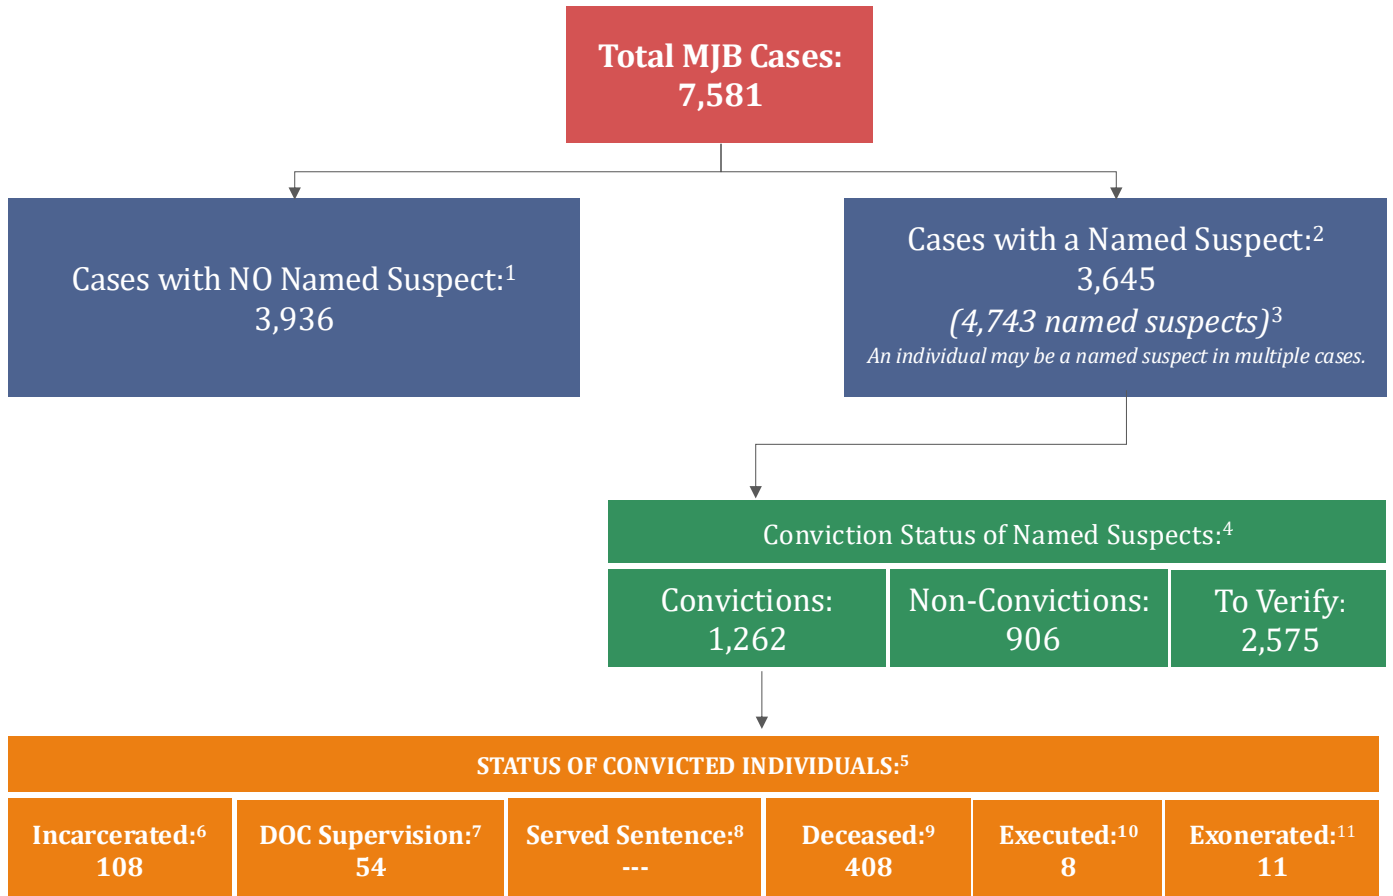 Total MJB Cases:
7,581
Cases with NO Named Suspect:1
3,936
Cases with a Named Suspect:2
3,645
(4,743 named suspects)3
An individual may be a named suspect in multiple cases.
Conviction Status of Named Suspects:4
Convictions:
1,262
Non-Convictions:
906
To Verify:
2,575
STATUS OF CONVICTED INDIVIDUALS:5
Incarcerated:6
108
DOC Supervision:7
54
Served Sentence:8
---
Deceased:9
408
Executed:10
8
Exonerated:11
11